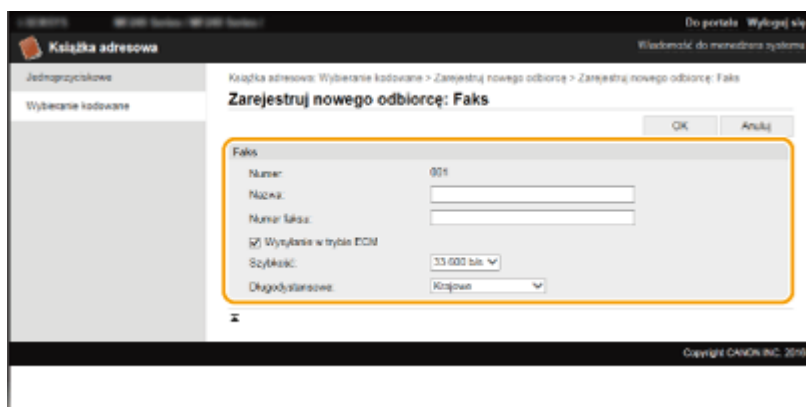 Do portalu Wyloguj się
Książka adresowa
Wiadomość do menedżera systemu
Jednoprzyciskowe
Wybieranie kodowane
Książka adresowa: Wybieranie kodowane > Zarejestruj nowego odbiorcę > Zarejestruj nowego odbiorcę: Faks
Zarejestruj nowego odbiorcę: Faks
OK Anuluj
Faks
Numer: 001
Nazwa:
Numer faksu:
Wysyłanie w trybie ECM
Szybkość: 33 600 b/s
Długodystansowe: Krajowe
Copyright CANON INC. 2018